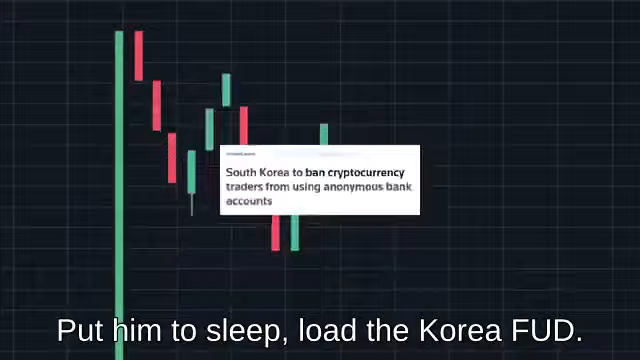 South Korea to ban cryptocurrency
traders from using anonymous bank
accounts
Put him to sleep, load the Korea FUD.